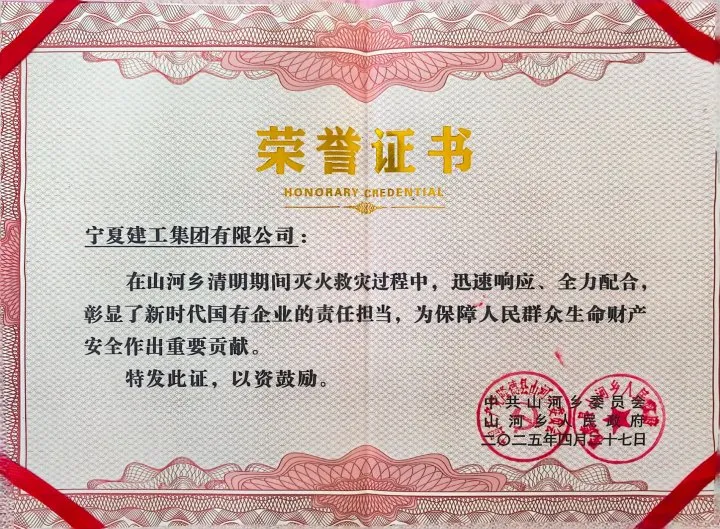 荣誉证书
HONORARY CREDENTIAL
宁夏建工集团有限公司：
在山河乡清明期间灭火救灾过程中，迅速响应、全力配合，
彰显了新时代国有企业的责任担当，为保障人民群众生命财产
安全作出重要贡献。
特发此证，以资鼓励。
中共山河乡委员会
山河乡人民政府
二〇二五年四月二十七日